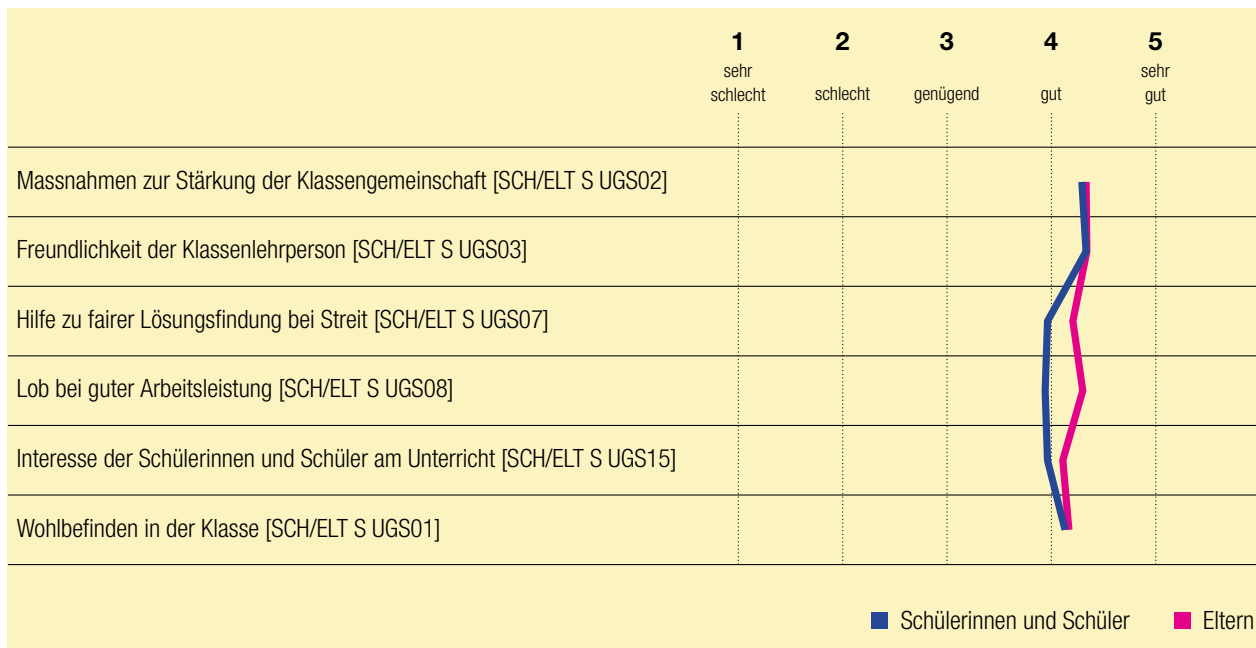 1 2 3 4 5
sehr sehr
schlecht schlecht genügend gut gut
Massnahmen zur Stärkung der Klassengemeinschaft [SCH/ELT S UGS02]
Freundlichkeit der Klassenlehrperson [SCH/ELT S UGS03]
Hilfe zu fairer Lösungsfindung bei Streit [SCH/ELT S UGS07]
Lob bei guter Arbeitsleistung [SCH/ELT S UGS08]
Interesse der Schülerinnen und Schüler am Unterricht [SCH/ELT S UGS15]
Wohlbefinden in der Klasse [SCH/ELT S UGS01]
Schülerinnen und Schüler Eltern